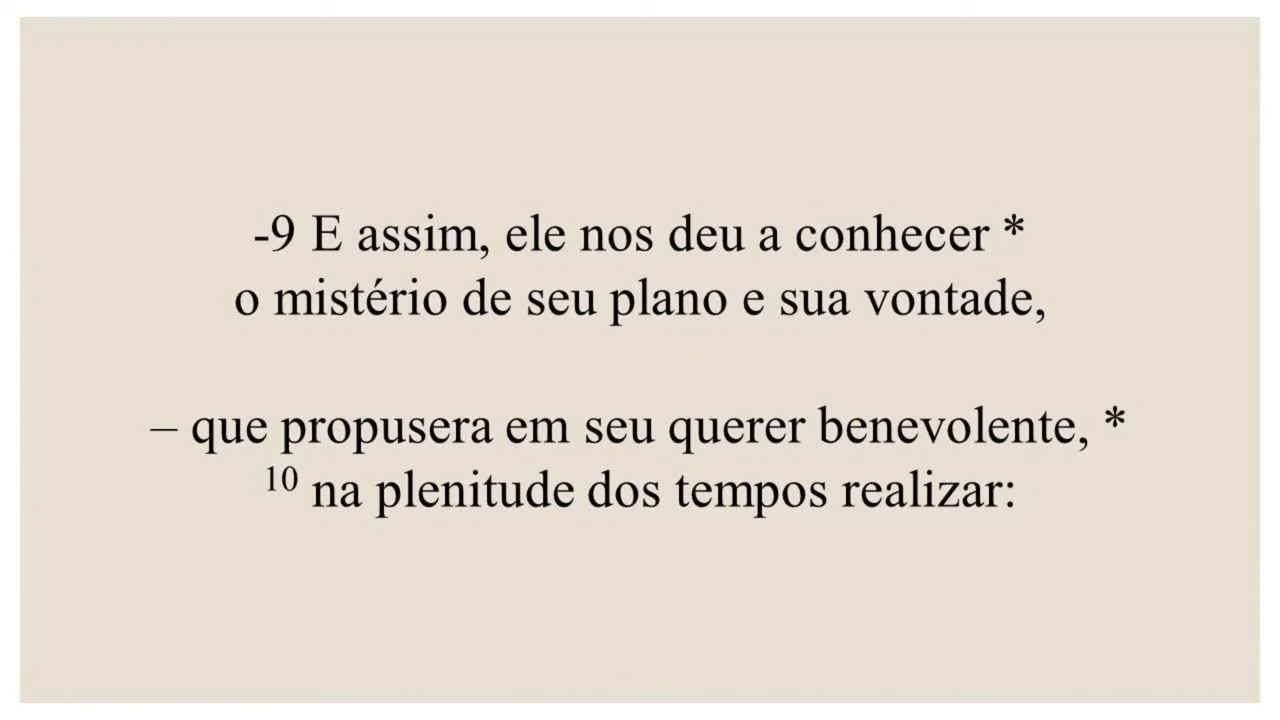 -9 E assim, ele nos deu a conhecer *
o mistério de seu plano e sua vontade,
– que propusera em seu querer benevolente, *
10 na plenitude dos tempos realizar: